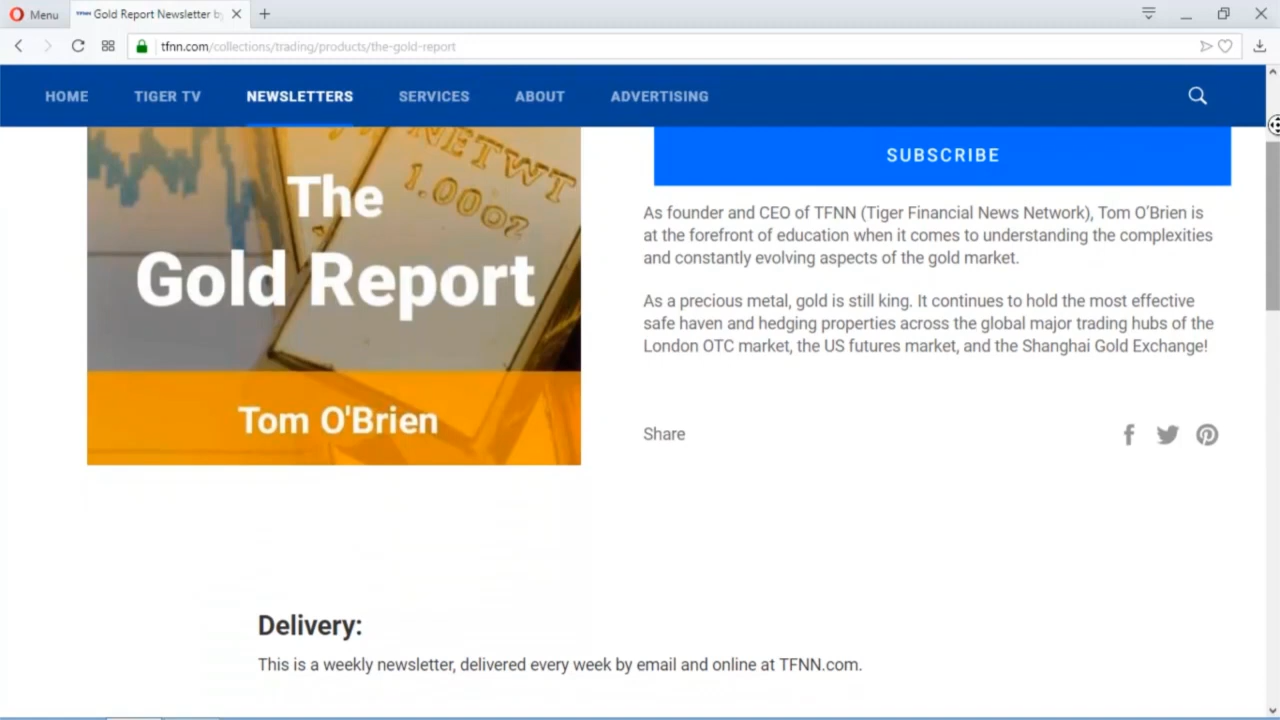 Menu
TFNN Gold Report Newsletter by
tfnn.com/collections/trading/products/the-gold-report
HOME TIGER TV NEWSLETTERS SERVICES ABOUT ADVERTISING
NETWT
1.00oz
The
Gold Report
Tom O'Brien
SUBSCRIBE
As founder and CEO of TFNN (Tiger Financial News Network), Tom O'Brien is
at the forefront of education when it comes to understanding the complexities
and constantly evolving aspects of the gold market.
As a precious metal, gold is still king. It continues to hold the most effective
safe haven and hedging properties across the global major trading hubs of the
London OTC market, the US futures market, and the Shanghai Gold Exchange!
Share
Delivery:
This is a weekly newsletter, delivered every week by email and online at TFNN.com.